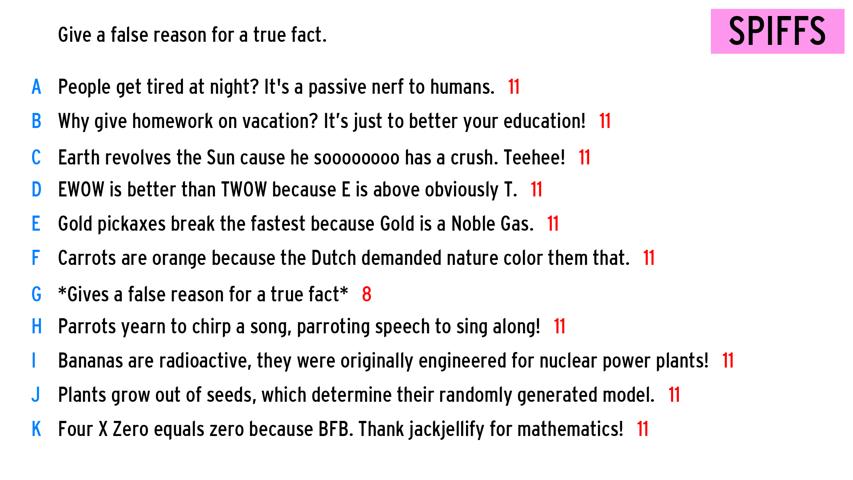 Give a false reason for a true fact.
SPIFFS
A People get tired at night? It's a passive nerf to humans. 11
B Why give homework on vacation? It’s just to better your education! 11
C Earth revolves the Sun cause he soooooooo has a crush. Teehee! 11
D EWOW is better than TWOW because E is above obviously T. 11
E Gold pickaxes break the fastest because Gold is a Noble Gas. 11
F Carrots are orange because the Dutch demanded nature color them that. 11
G *Gives a false reason for a true fact* 8
H Parrots yearn to chirp a song, parroting speech to sing along! 11
I Bananas are radioactive, they were originally engineered for nuclear power plants! 11
J Plants grow out of seeds, which determine their randomly generated model. 11
K Four X Zero equals zero because BFB. Thank jackjellify for mathematics! 11